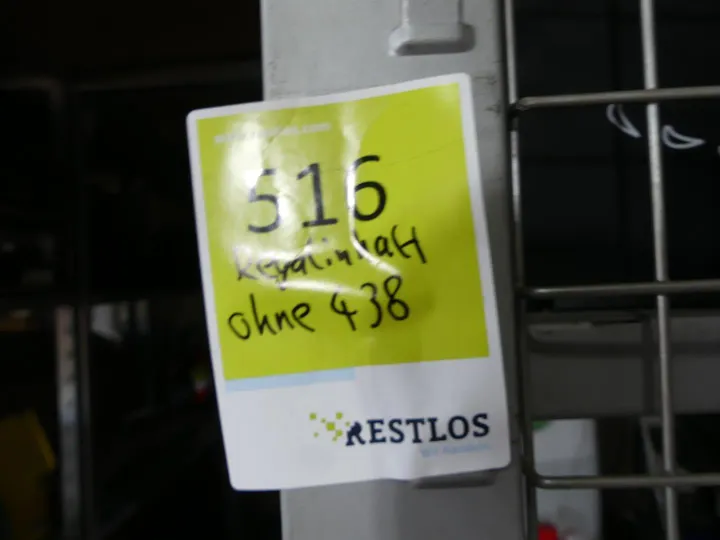 516
Regalinhalt
ohne 438
RESTLOS